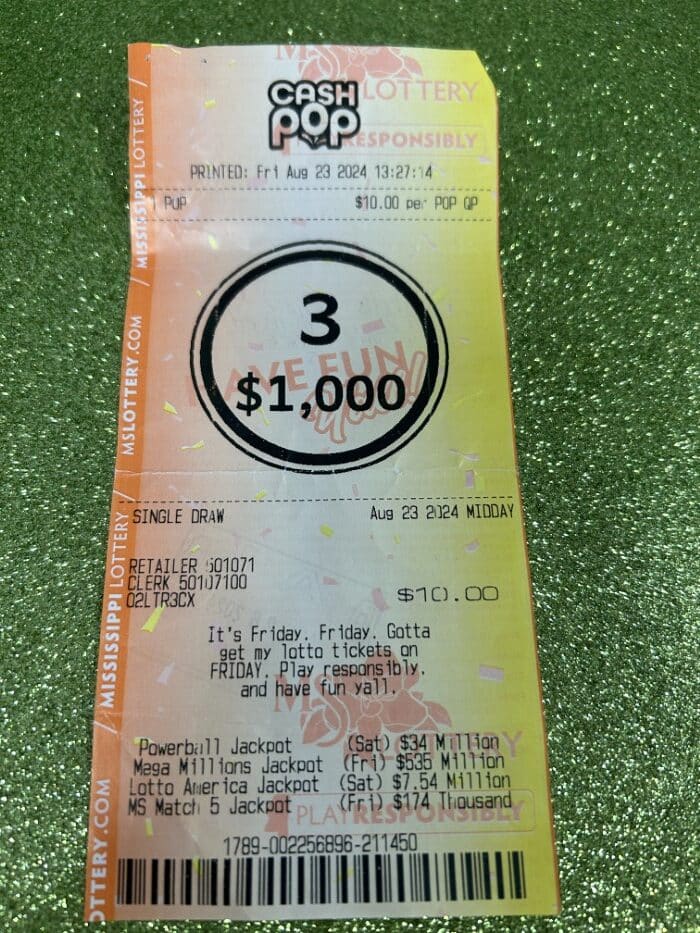 MS LOTTERY
CASH
POP
RESPONSIBLY
PRINTED: Fri Aug 23 2024 13:27:14
1 POP $10.00 per POP QP
3
HAVE FUN
$1,000
SINGLE DRAW Aug 23 2024 MIDDAY
RETAILER 501071
CLERK 50107100
02LTR3CX
$10.00
It's Friday. Friday. Gotta
get my lotto tickets on
FRIDAY. Play responsibly.
and have fun yall.
MS LOTTERY
Powerball Jackpot (Sat) $34 Million
Mega Millions Jackpot (Fri) $535 Million
Lotto America Jackpot (Sat) $7.54 Million
MS Match 5 Jackpot (Fri) $174 Thousand
PLAY RESPONSIBLY
1789-002256896-211450
MISSISSIPPI LOTTERY /
MSLOTTERY.COM /
MISSISSIPPI LOTTERY /
OTTERY.COM /